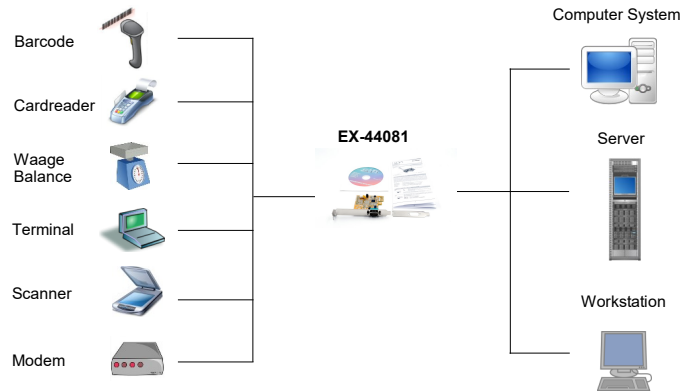 Computer System
Barcode
Cardreader
EX-44081
Server
Waage
Balance
Terminal
Scanner
Workstation
Modem